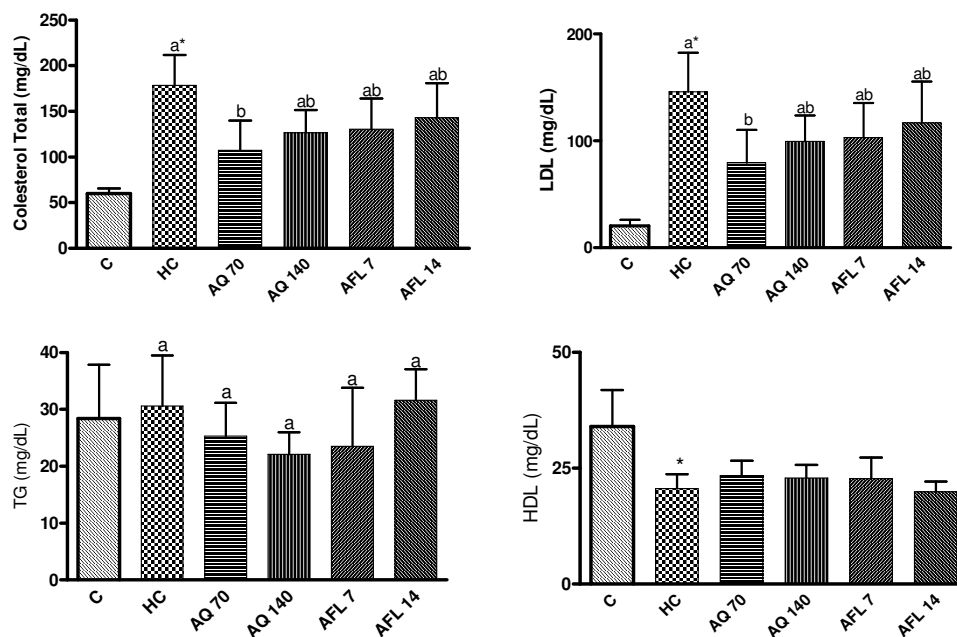 Colesterol Total (mg/dL)
250
200
150
100
50
0
a*
b
ab
ab
ab
C
HC
AQ 70
AQ 140
AFL 7
AFL 14
LDL (mg/dL)
200
100
0
a*
b
ab
ab
ab
C
HC
AQ 70
AQ 140
AFL 7
AFL 14
TG (mg/dL)
40
30
20
10
0
a
a
a
a
a
C
HC
AQ 70
AQ 140
AFL 7
AFL 14
HDL (mg/dL)
50
25
0
*
C
HC
AQ 70
AQ 140
AFL 7
AFL 14